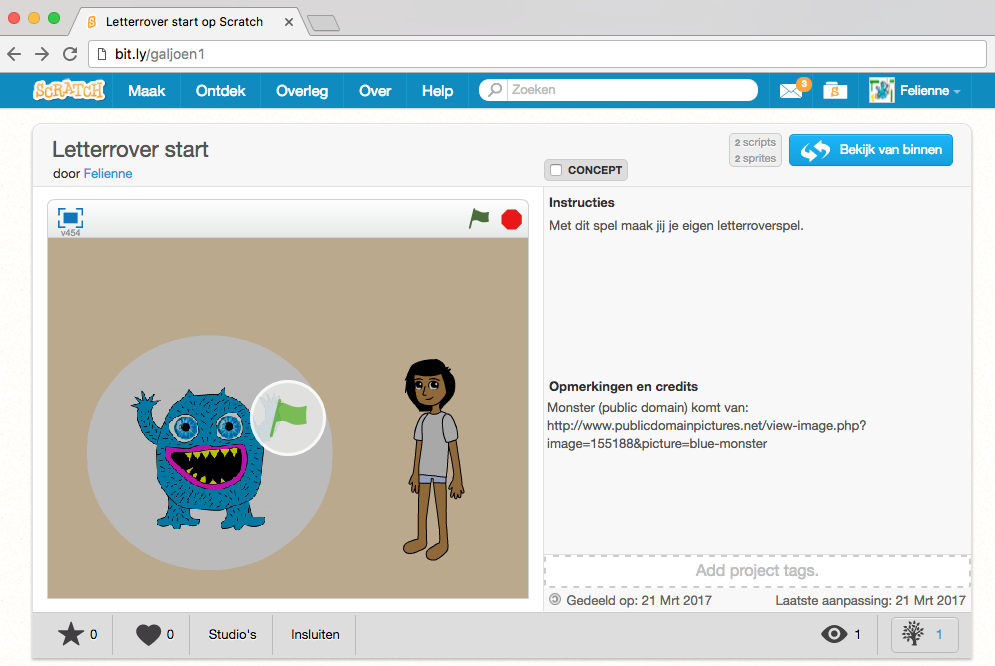 Letterrover start op Scratch
bit.ly/galjoen1
SCRATCH
Maak
Ontdek
Overleg
Over
Help
Zoeken
3
S
Felienne
Letterrover start
door Felienne
CONCEPT
2 scripts
2 sprites
Bekijk van binnen
v454
Instructies
Met dit spel maak jij je eigen letterroverspel.
Opmerkingen en credits
Monster (public domain) komt van:
http://www.publicdomainpictures.net/view-image.php?
image=155188&picture=blue-monster
Add project tags.
Gedeeld op: 21 Mrt 2017
Laatste aanpassing: 21 Mrt 2017
0
0
Studio's
Insluiten
1
1